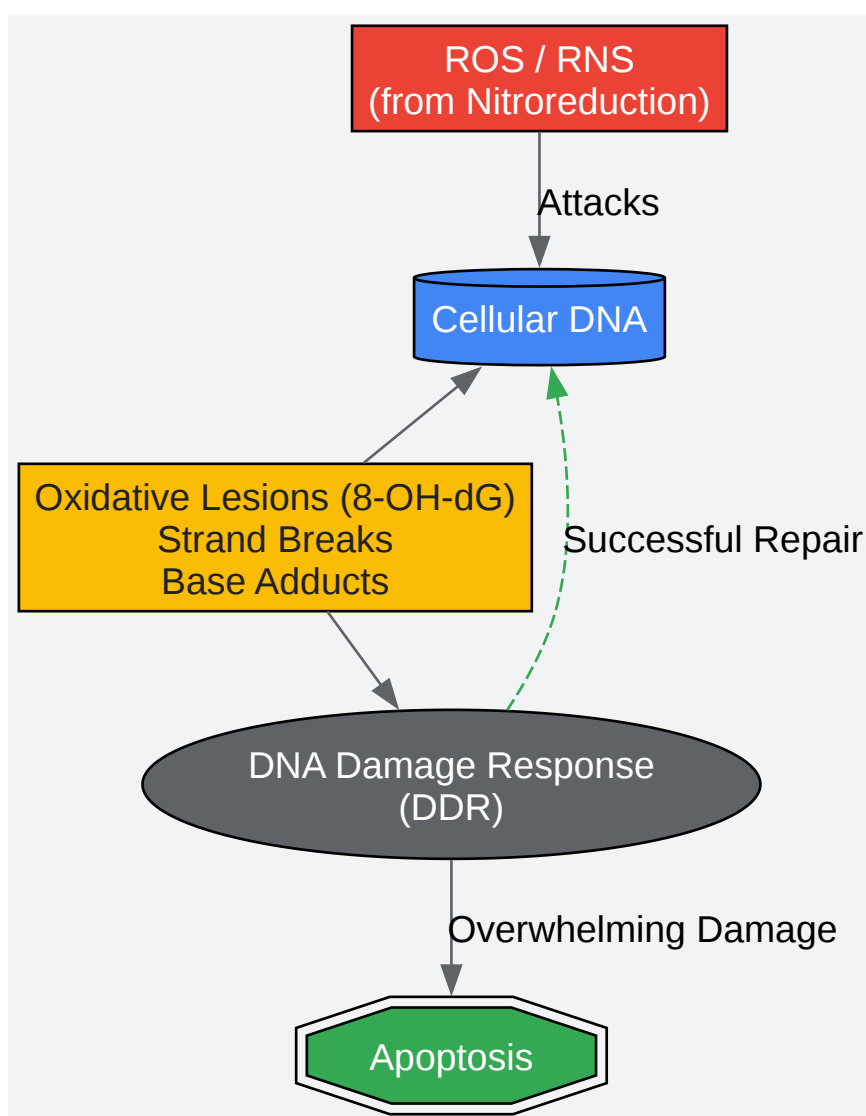 ROS / RNS
(from Nitroreduction)
Attacks
Cellular DNA
Oxidative Lesions (8-OH-dG)
Strand Breaks
Base Adducts
Successful Repair
DNA Damage Response
(DDR)
Overwhelming Damage
Apoptosis